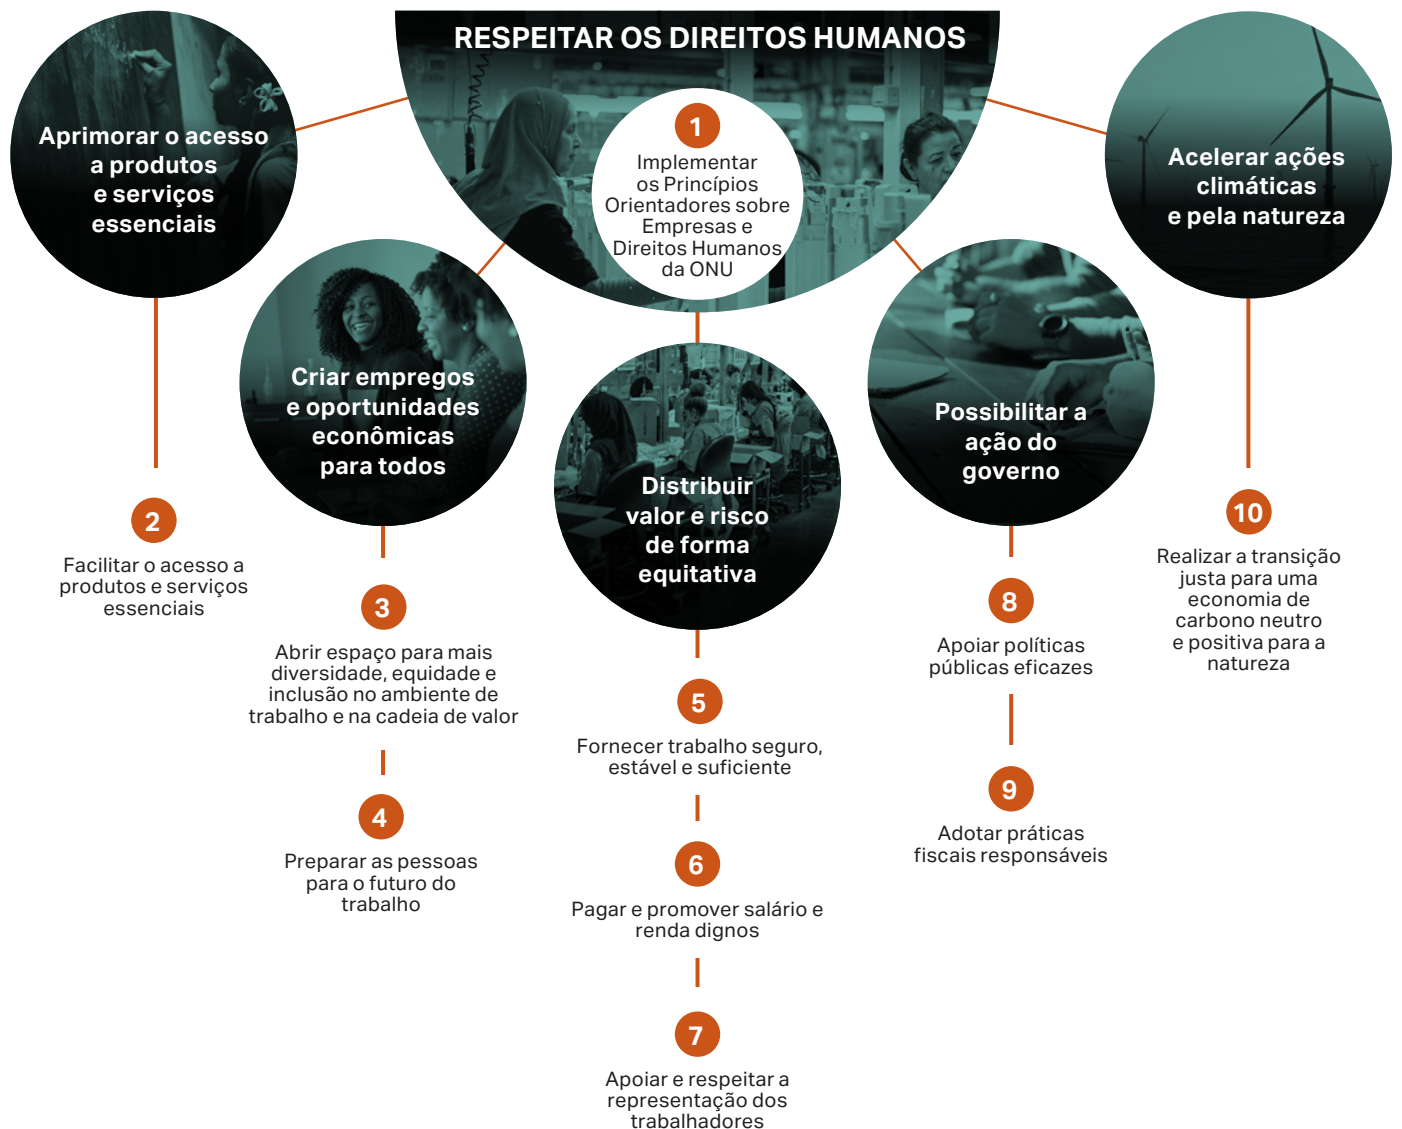 RESPEITAR OS DIREITOS HUMANOS
1
Implementar
os Princípios
Orientadores sobre
Empresas e
Direitos Humanos
da ONU
Aprimorar o acesso
a produtos
e serviços
essenciais
2
Facilitar o acesso a
produtos e serviços
essenciais
Criar empregos
e oportunidades
econômicas
para todos
3
Abrir espaço para mais
diversidade, equidade e
inclusão no ambiente de
trabalho e na cadeia de valor
4
Preparar as pessoas
para o futuro do
trabalho
Distribuir
valor e risco
de forma
equitativa
5
Fornecer trabalho seguro,
estável e suficiente
6
Pagar e promover salário e
renda dignos
7
Apoiar e respeitar a
representação dos
trabalhadores
Possibilitar a
ação do
governo
8
Apoiar políticas
públicas eficazes
9
Adotar práticas
fiscais responsáveis
Acelerar ações
climáticas
e pela natureza
10
Realizar a transição
justa para uma
economia de
carbono neutro
e positiva para a
natureza